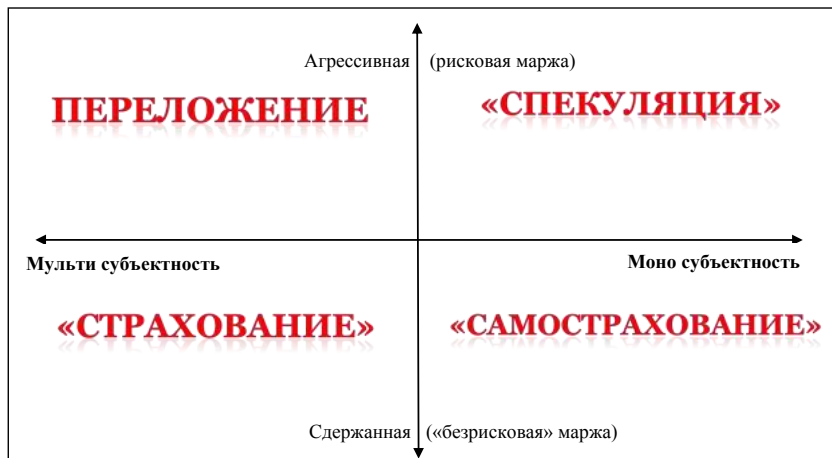 Агрессивная (рисковая маржа)
ПЕРЕЛОЖЕНИЕ «СПЕКУЛЯЦИЯ»
Мульти субъектность Моно субъектность
«СТРАХОВАНИЕ» «САМОСТРАХОВАНИЕ»
Сдержанная («безрисковая» маржа)